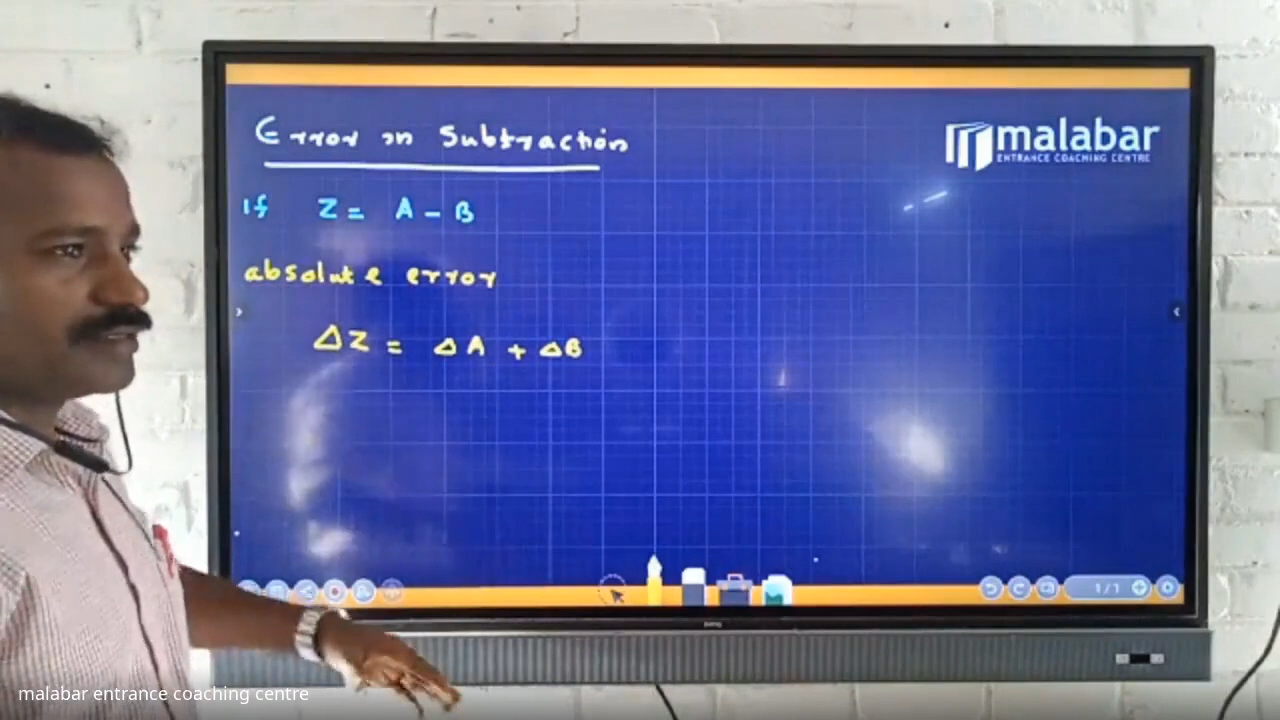 Error in Subtraction
malabar
ENTRANCE COACHING CENTRE
If Z = A - B
absolute error
ΔZ = ΔA + ΔB
1/1
BenQ
malabar entrance coaching centre